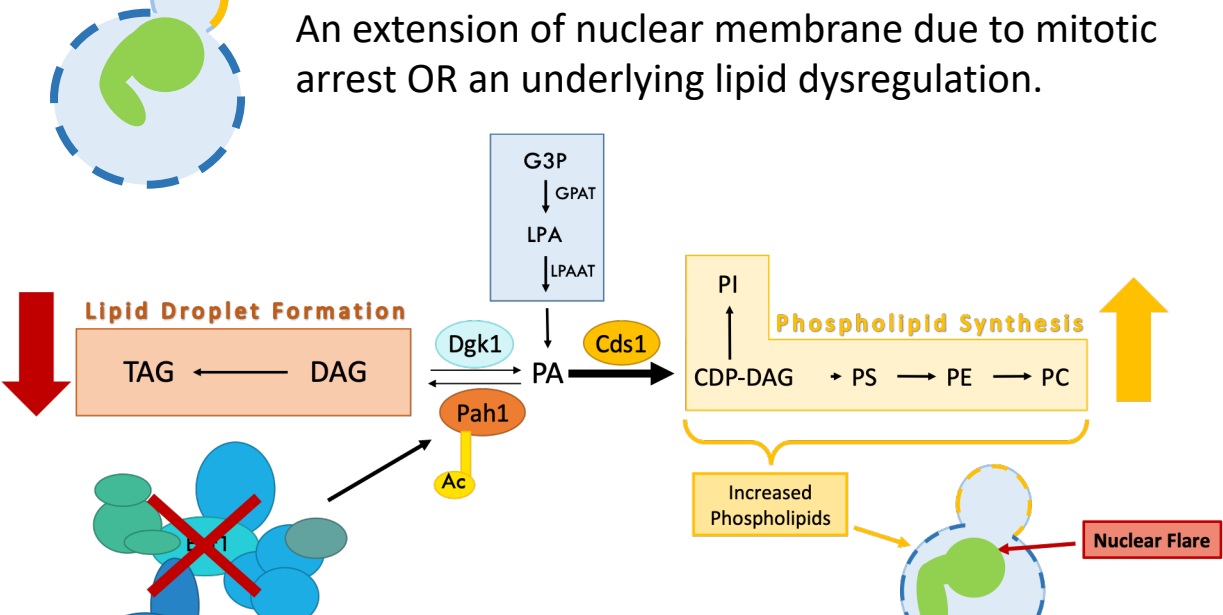 An extension of nuclear membrane due to mitotic
arrest OR an underlying lipid dysregulation.
G3P
GPAT
LPA
LPAAT
Lipid Droplet Formation
TAG
DAG
Dgk1
PA
Cds1
Pah1
Ac
PI
Phospholipid Synthesis
CDP-DAG
PS
PE
PC
Increased
Phospholipids
Nuclear Flare